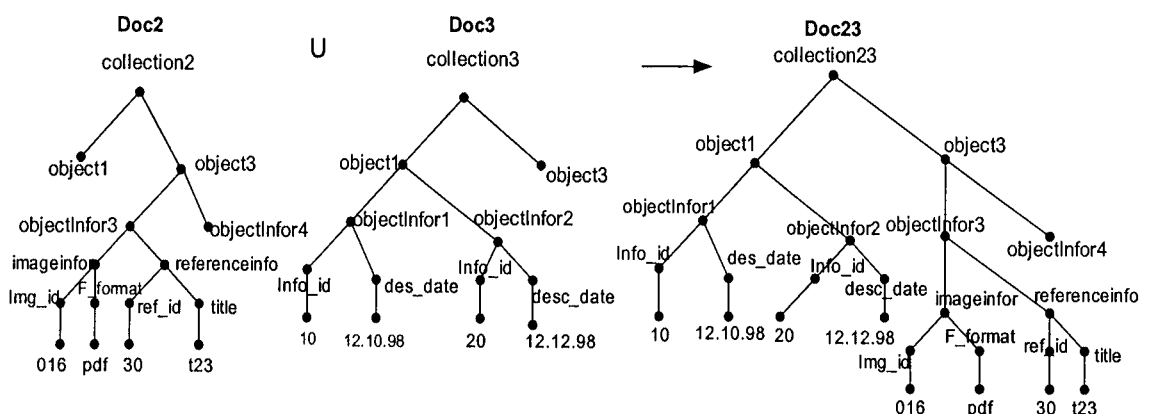 Doc2
collection2
object1
object3
objectInfor3
objectInfor4
imageinfor
referenceinfo
Img_id
F_format
ref_id
title
016
pdf
30
t23
U
Doc3
collection3
object1
object3
objectInfor1
objectInfor2
Info_id
des_date
Info_id
desc_date
10
12.10.98
20
12.12.98
Doc23
collection23
object1
object3
objectInfor1
objectInfor2
objectInfor3
objectInfor4
Info_id
des_date
Info_id
desc_date
10
12.10.98
20
12.12.98
imageinfor
referenceinfo
Img_id
F_format
ref_id
title
016
pdf
30
t23